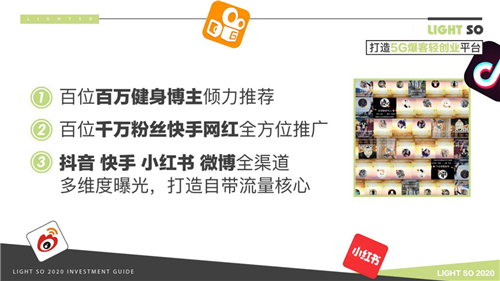 LIGHTSO
LIGHT SO
打造5G爆客轻创业平台
1 百位百万健身博主倾力推荐
2 百位千万粉丝快手网红全方位推广
3 抖音 快手 小红书 微博全渠道
多维度曝光，打造自带流量核心
小红书
LIGHT SO 2020 INVESTMENT GUIDE
LIGHT SO 2020